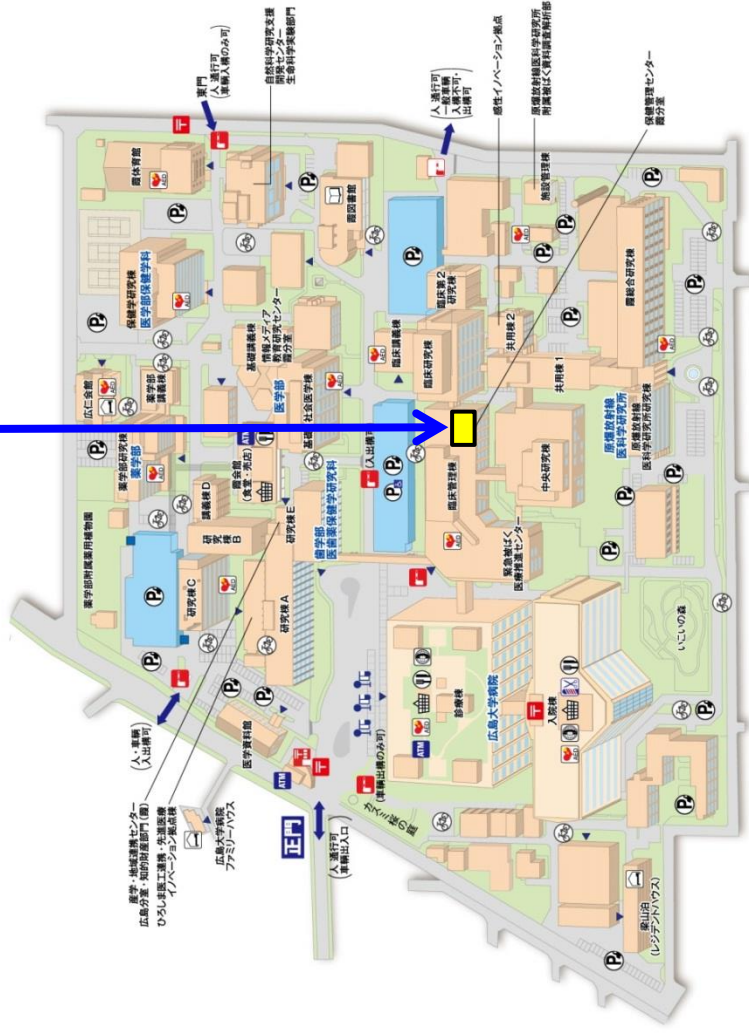 東門
(人 通行可
車輌入構のみ可)
自然科学研究支援
開発センター
生命科学実験部門
霞体育館
AED
保健学研究棟
医学部保健学科
AED
霞図書館
広仁会館
AED
薬学部
講義棟
薬学部研究棟
薬学部
薬学部附属薬用植物園
基礎講義棟
情報メディア
教育研究センター
霞分室
医学部
基礎・社会医学棟
AED
ATM
霞会館
(食堂・売店)
講義棟D
研究
棟B
研究棟C
AED
研究棟E
歯学部
医歯薬保健学研究科
研究棟A
医学資料館
(人・車輌
入出構可)
産学・地域連携センター
広島分室・知的財産部門(霞)
ひろしま医工連携・先進医療
イノベーション拠点棟
広島大学病院
ファミリーハウス
ATM
正門
(人 通行可
車輌出入口)
(車輌出構のみ可)
カスミ桜の庭
(人 通行可
一般車輌
入構不可・
出構可)
感性イノベーション拠点
原爆放射線医科学研究所
附属被ばく資料調査解析部
保健管理センター
霞分室
施設管理棟
AED
臨床第2
研究棟
臨床講義棟
AED
臨床研究棟
共用棟2
共用棟1
霞総合研究棟
AED
原爆放射線
医科学研究所
原爆放射線
医科学研究所研究棟
中央研究棟
臨床管理棟
AED
緊急被ばく
医療推進センター
診療棟
AED
ATM
広島大学病院
入院棟
AED
いこいの森
(レジデントハウス)
P